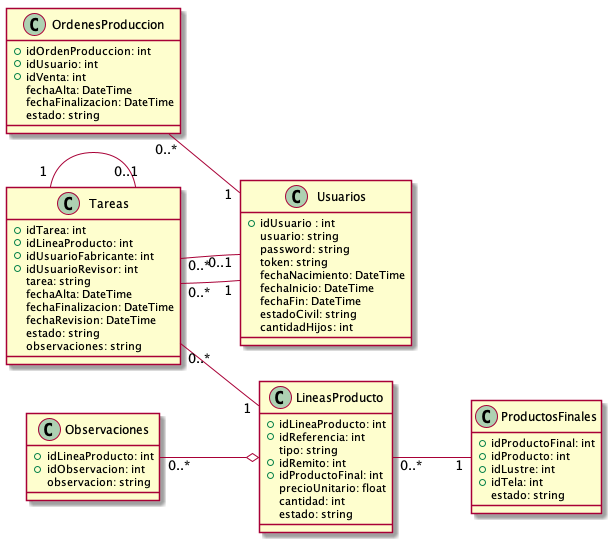 C OrdenesProduccion
idOrdenProduccion: int
idUsuario: int
idVenta: int
fechaAlta: DateTime
fechaFinalizacion: DateTime
estado: string
0..*
1
0..1
1
C Tareas
idTarea: int
idLineaProducto: int
idUsuarioFabricante: int
idUsuarioRevisor: int
tarea: string
fechaAlta: DateTime
fechaFinalizacion: DateTime
fechaRevision: DateTime
estado: string
observaciones: string
C Usuarios
idUsuario : int
usuario: string
password: string
token: string
fechaNacimiento: DateTime
fechaInicio: DateTime
fechaFin: DateTime
estadoCivil: string
cantidadHijos: int
0..*
0..1
0..*
1
0..*
1
C Observaciones
idLineaProducto: int
idObservacion: int
observacion: string
0..*
C LineasProducto
idLineaProducto: int
idReferencia: int
tipo: string
idRemito: int
idProductoFinal: int
precioUnitario: float
cantidad: int
estado: string
0..*
1
C ProductosFinales
idProductoFinal: int
idProducto: int
idLustre: int
idTela: int
estado: string